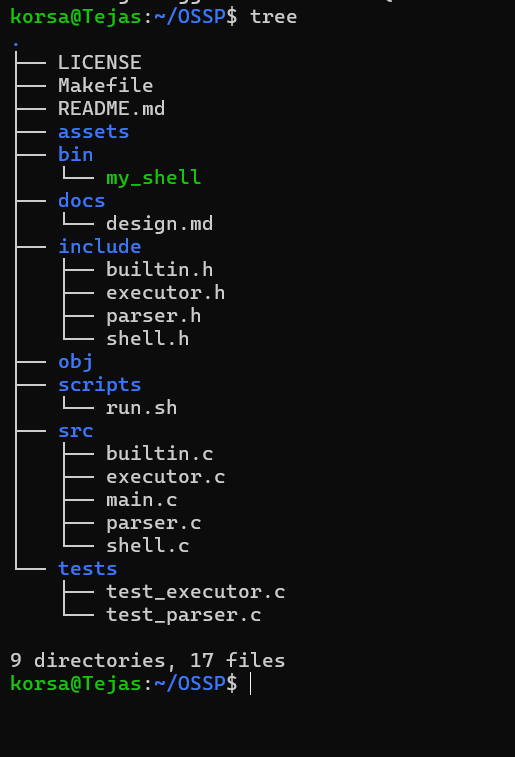 korsa@Tejas:~/OSSP$ tree
.
├── LICENSE
├── Makefile
├── README.md
├── assets
├── bin
│   └── my_shell
├── docs
│   └── design.md
├── include
│   ├── builtin.h
│   ├── executor.h
│   ├── parser.h
│   └── shell.h
├── obj
├── scripts
│   └── run.sh
├── src
│   ├── builtin.c
│   ├── executor.c
│   ├── main.c
│   ├── parser.c
│   └── shell.c
└── tests
    ├── test_executor.c
    └── test_parser.c
9 directories, 17 files
korsa@Tejas:~/OSSP$